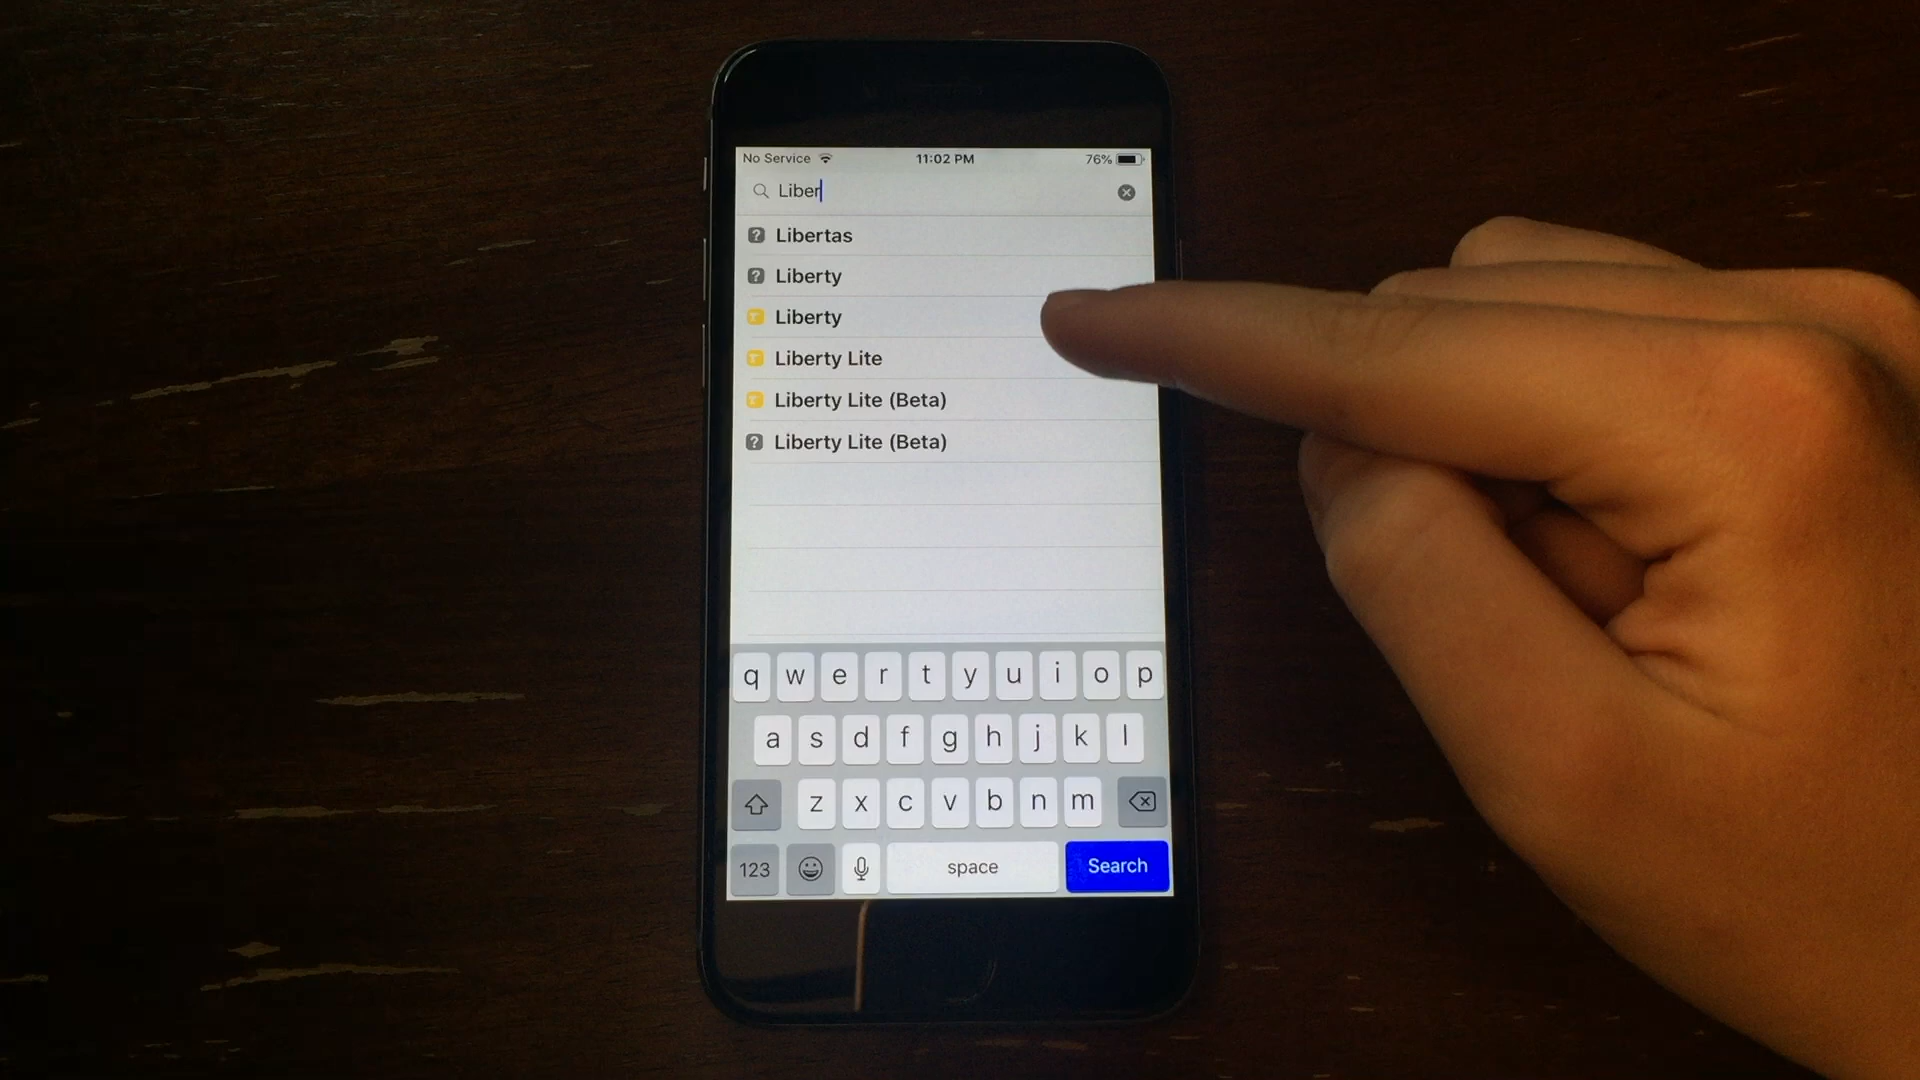 No Service 11:02 PM 76%
Liber
? Libertas
? Liberty
Liberty
Liberty Lite
Liberty Lite (Beta)
? Liberty Lite (Beta)
q w e r t y u i o p
a s d f g h j k l
z x c v b n m
123 space Search